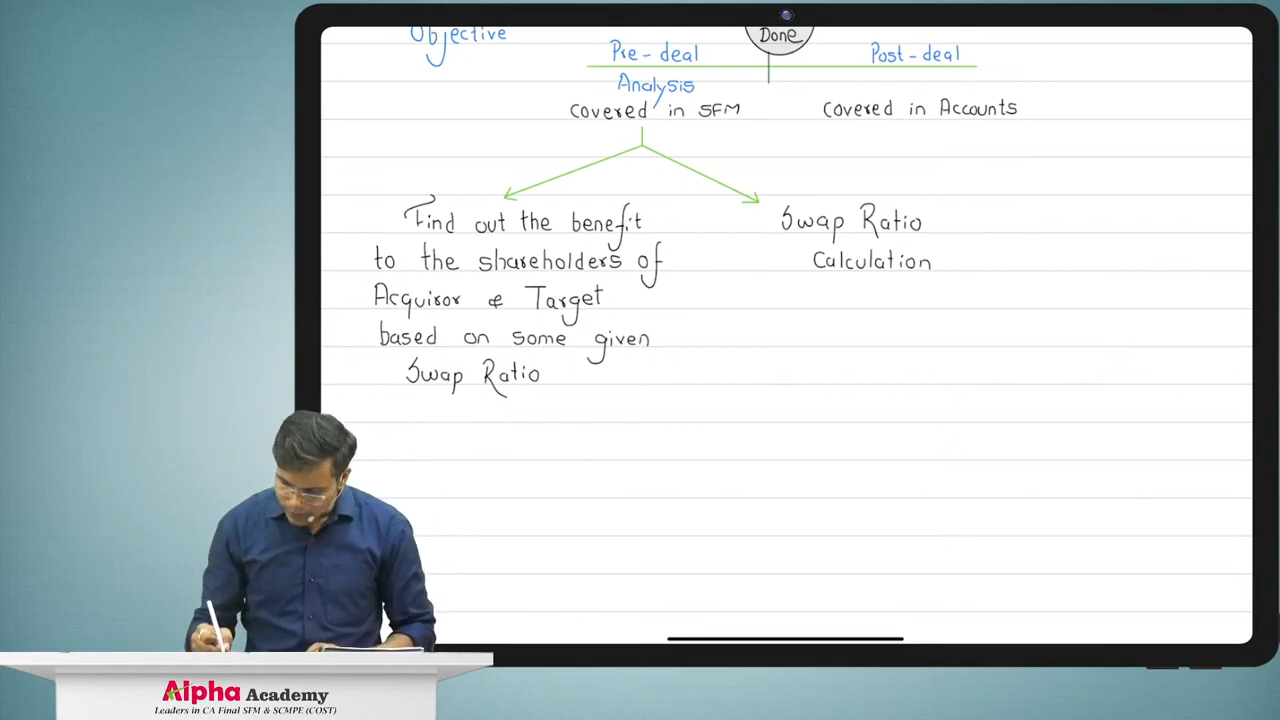 Objective
Done
Pre-deal
Post-deal
Analysis
Covered in SFM
Covered in Accounts
Find out the benefit
to the shareholders of
Acquiror & Target
based on some given
Swap Ratio
Swap Ratio
Calculation
Alpha Academy
Leaders in CA Final SFM & SCMPE (COST)